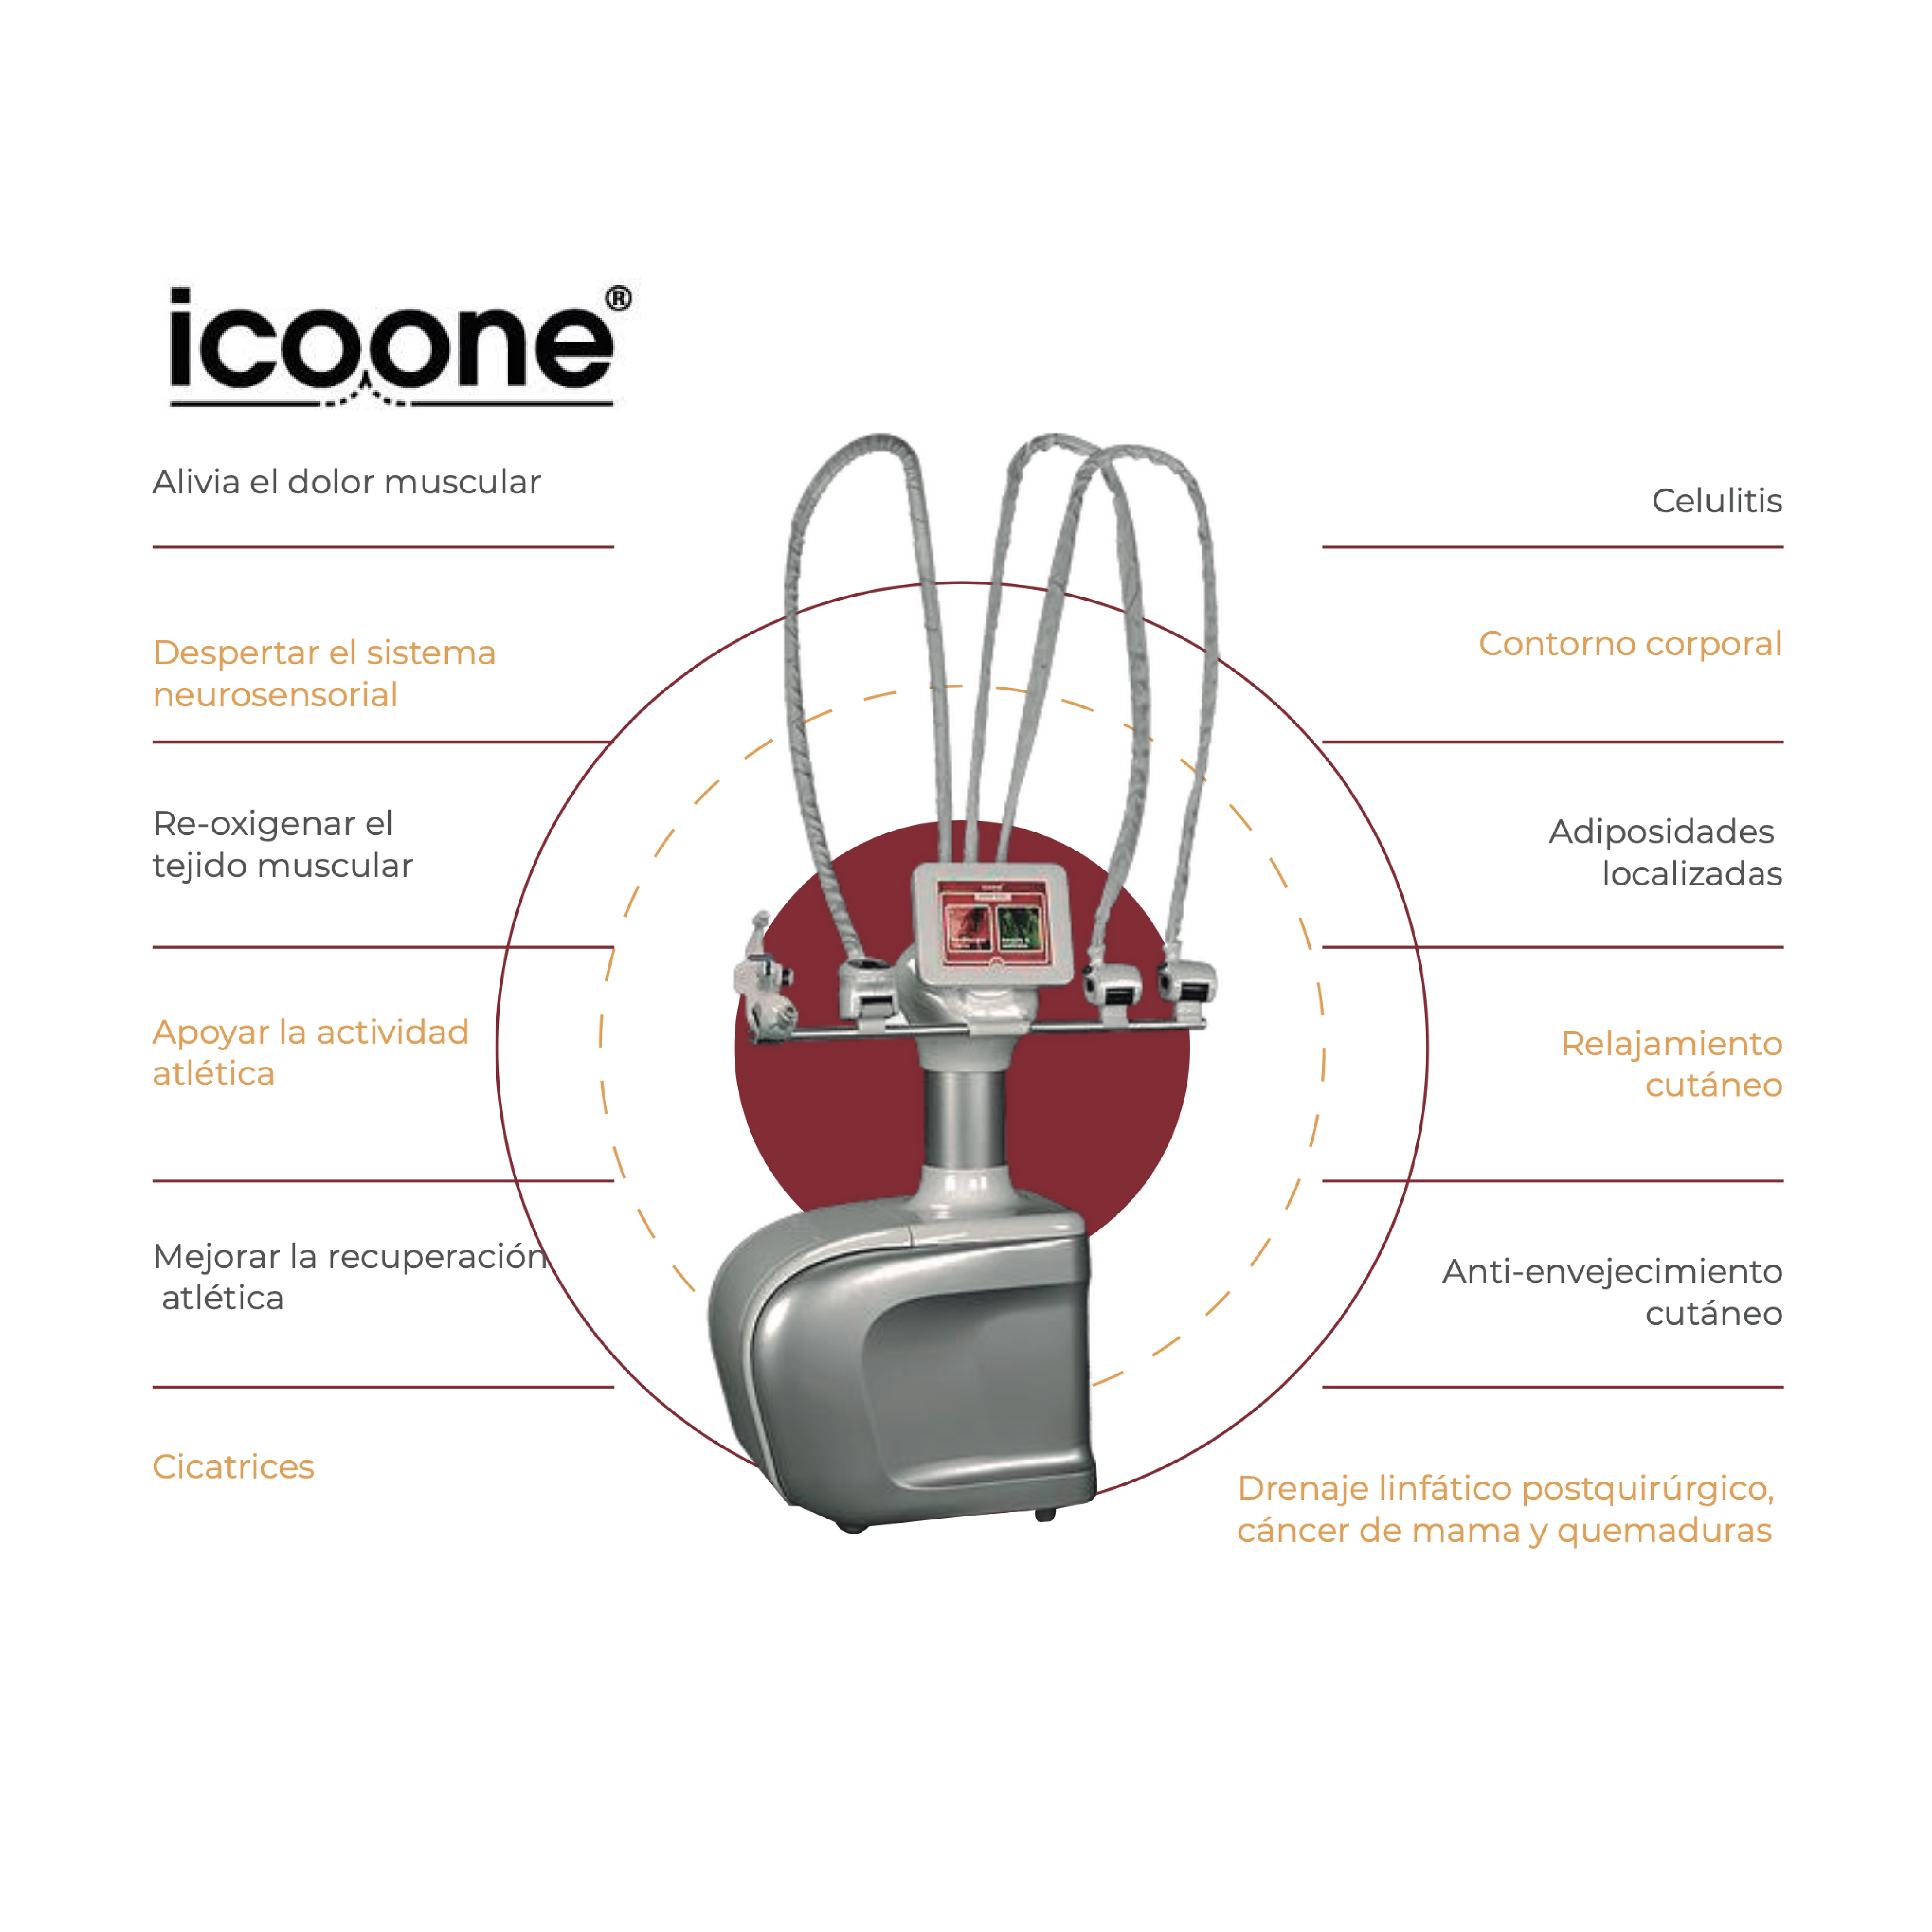 icoone®
Alivia el dolor muscular
Despertar el sistema
neurosensorial
Re-oxigenar el
tejido muscular
Apoyar la actividad
atlética
Mejorar la recuperación
atlética
Cicatrices
Celulitis
Contorno corporal
Adiposidades
localizadas
Relajamiento
cutáneo
Anti-envejecimiento
cutáneo
Drenaje linfático postquirúrgico,
cáncer de mama y quemaduras